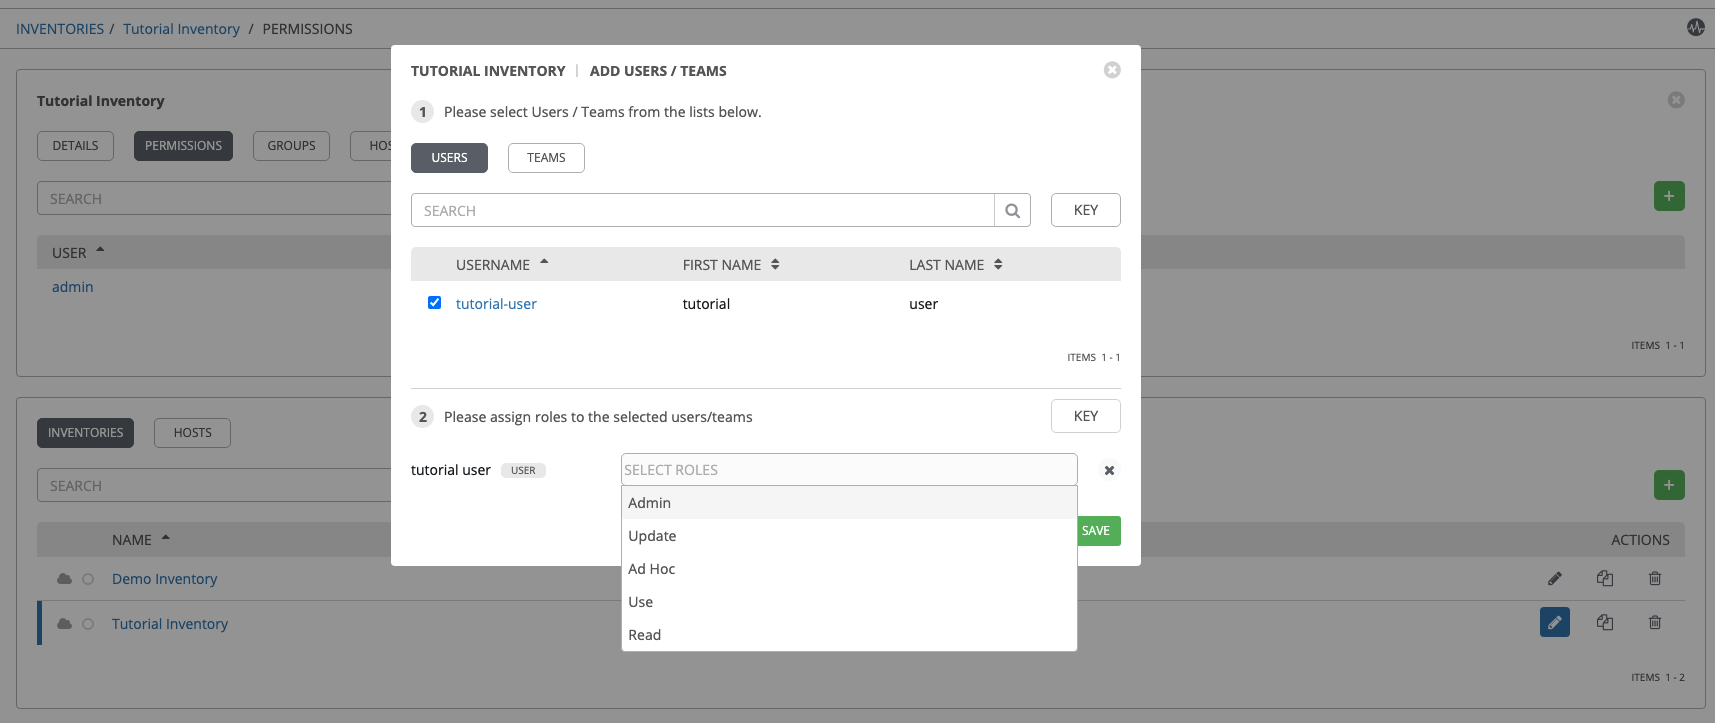 INVENTORIES / Tutorial Inventory / PERMISSIONS
Tutorial Inventory
DETAILS PERMISSIONS GROUPS
SEARCH
USER
admin
ITEMS 1 - 1
INVENTORIES HOSTS
SEARCH
NAME ACTIONS
Demo Inventory
Tutorial Inventory
ITEMS 1 - 2
TUTORIAL INVENTORY | ADD USERS / TEAMS
1 Please select Users / Teams from the lists below.
USERS TEAMS
SEARCH KEY
USERNAME FIRST NAME LAST NAME
tutorial-user tutorial user
ITEMS 1 - 1
2 Please assign roles to the selected users/teams KEY
tutorial user USER SELECT ROLES
Admin
SAVE
Update
Ad Hoc
Use
Read